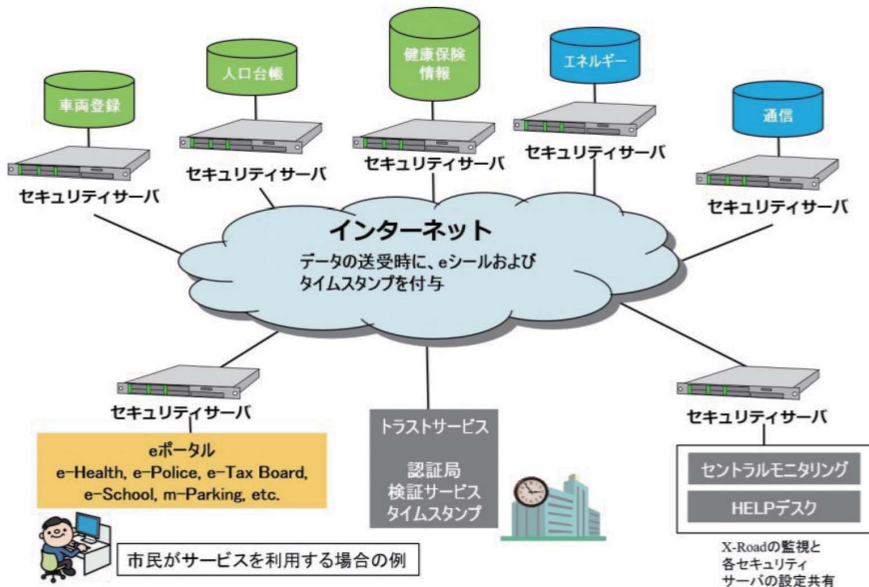 車両登録
人口台帳
健康保険
情報
エネルギー
通信
セキュリティサーバ
セキュリティサーバ
セキュリティサーバ
セキュリティサーバ
セキュリティサーバ
インターネット
データの送受時に、eシールおよび
タイムスタンプを付与
セキュリティサーバ
eポータル
e-Health, e-Police, e-Tax Board,
e-School, m-Parking, etc.
市民がサービスを利用する場合の例
トラストサービス
認証局
検証サービス
タイムスタンプ
セキュリティサーバ
セントラルモニタリング
HELPデスク
X-Roadの監視と
各セキュリティ
サーバの設定共有